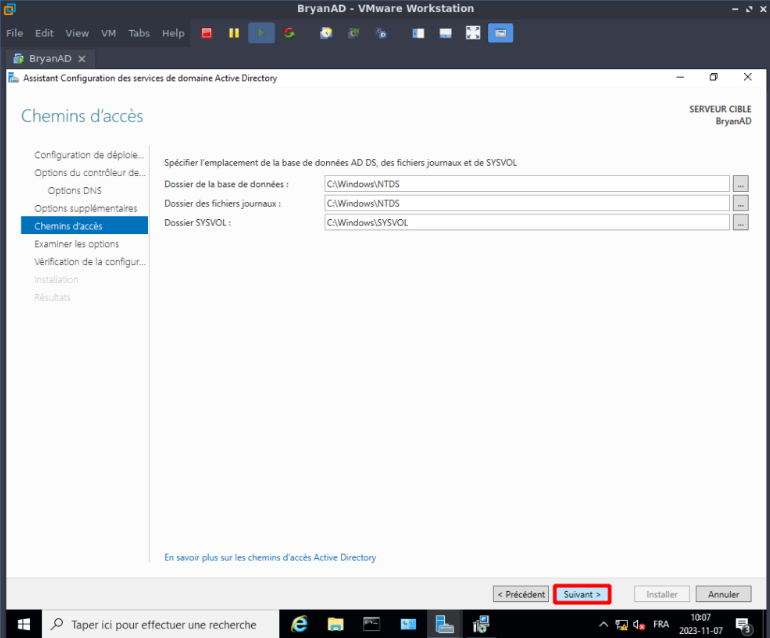 BryanAD - VMware Workstation
File Edit View VM Tabs Help
BryanAD
Assistant Configuration des services de domaine Active Directory
Chemins d'accès
SERVEUR CIBLE
BryanAD
Configuration de déploie...
Options du contrôleur de...
Options DNS
Options supplémentaires
Chemins d'accès
Examiner les options
Vérification de la configur...
Installation
Résultats
Spécifier l'emplacement de la base de données AD DS, des fichiers journaux et de SYSVOL
Dossier de la base de données : C:\Windows\NTDS ...
Dossier des fichiers journaux : C:\Windows\NTDS ...
Dossier SYSVOL : C:\Windows\SYSVOL ...
En savoir plus sur les chemins d'accès Active Directory
< Précédent Suivant > Installer Annuler
Taper ici pour effectuer une recherche
FRA
10:07
2023-11-07
3